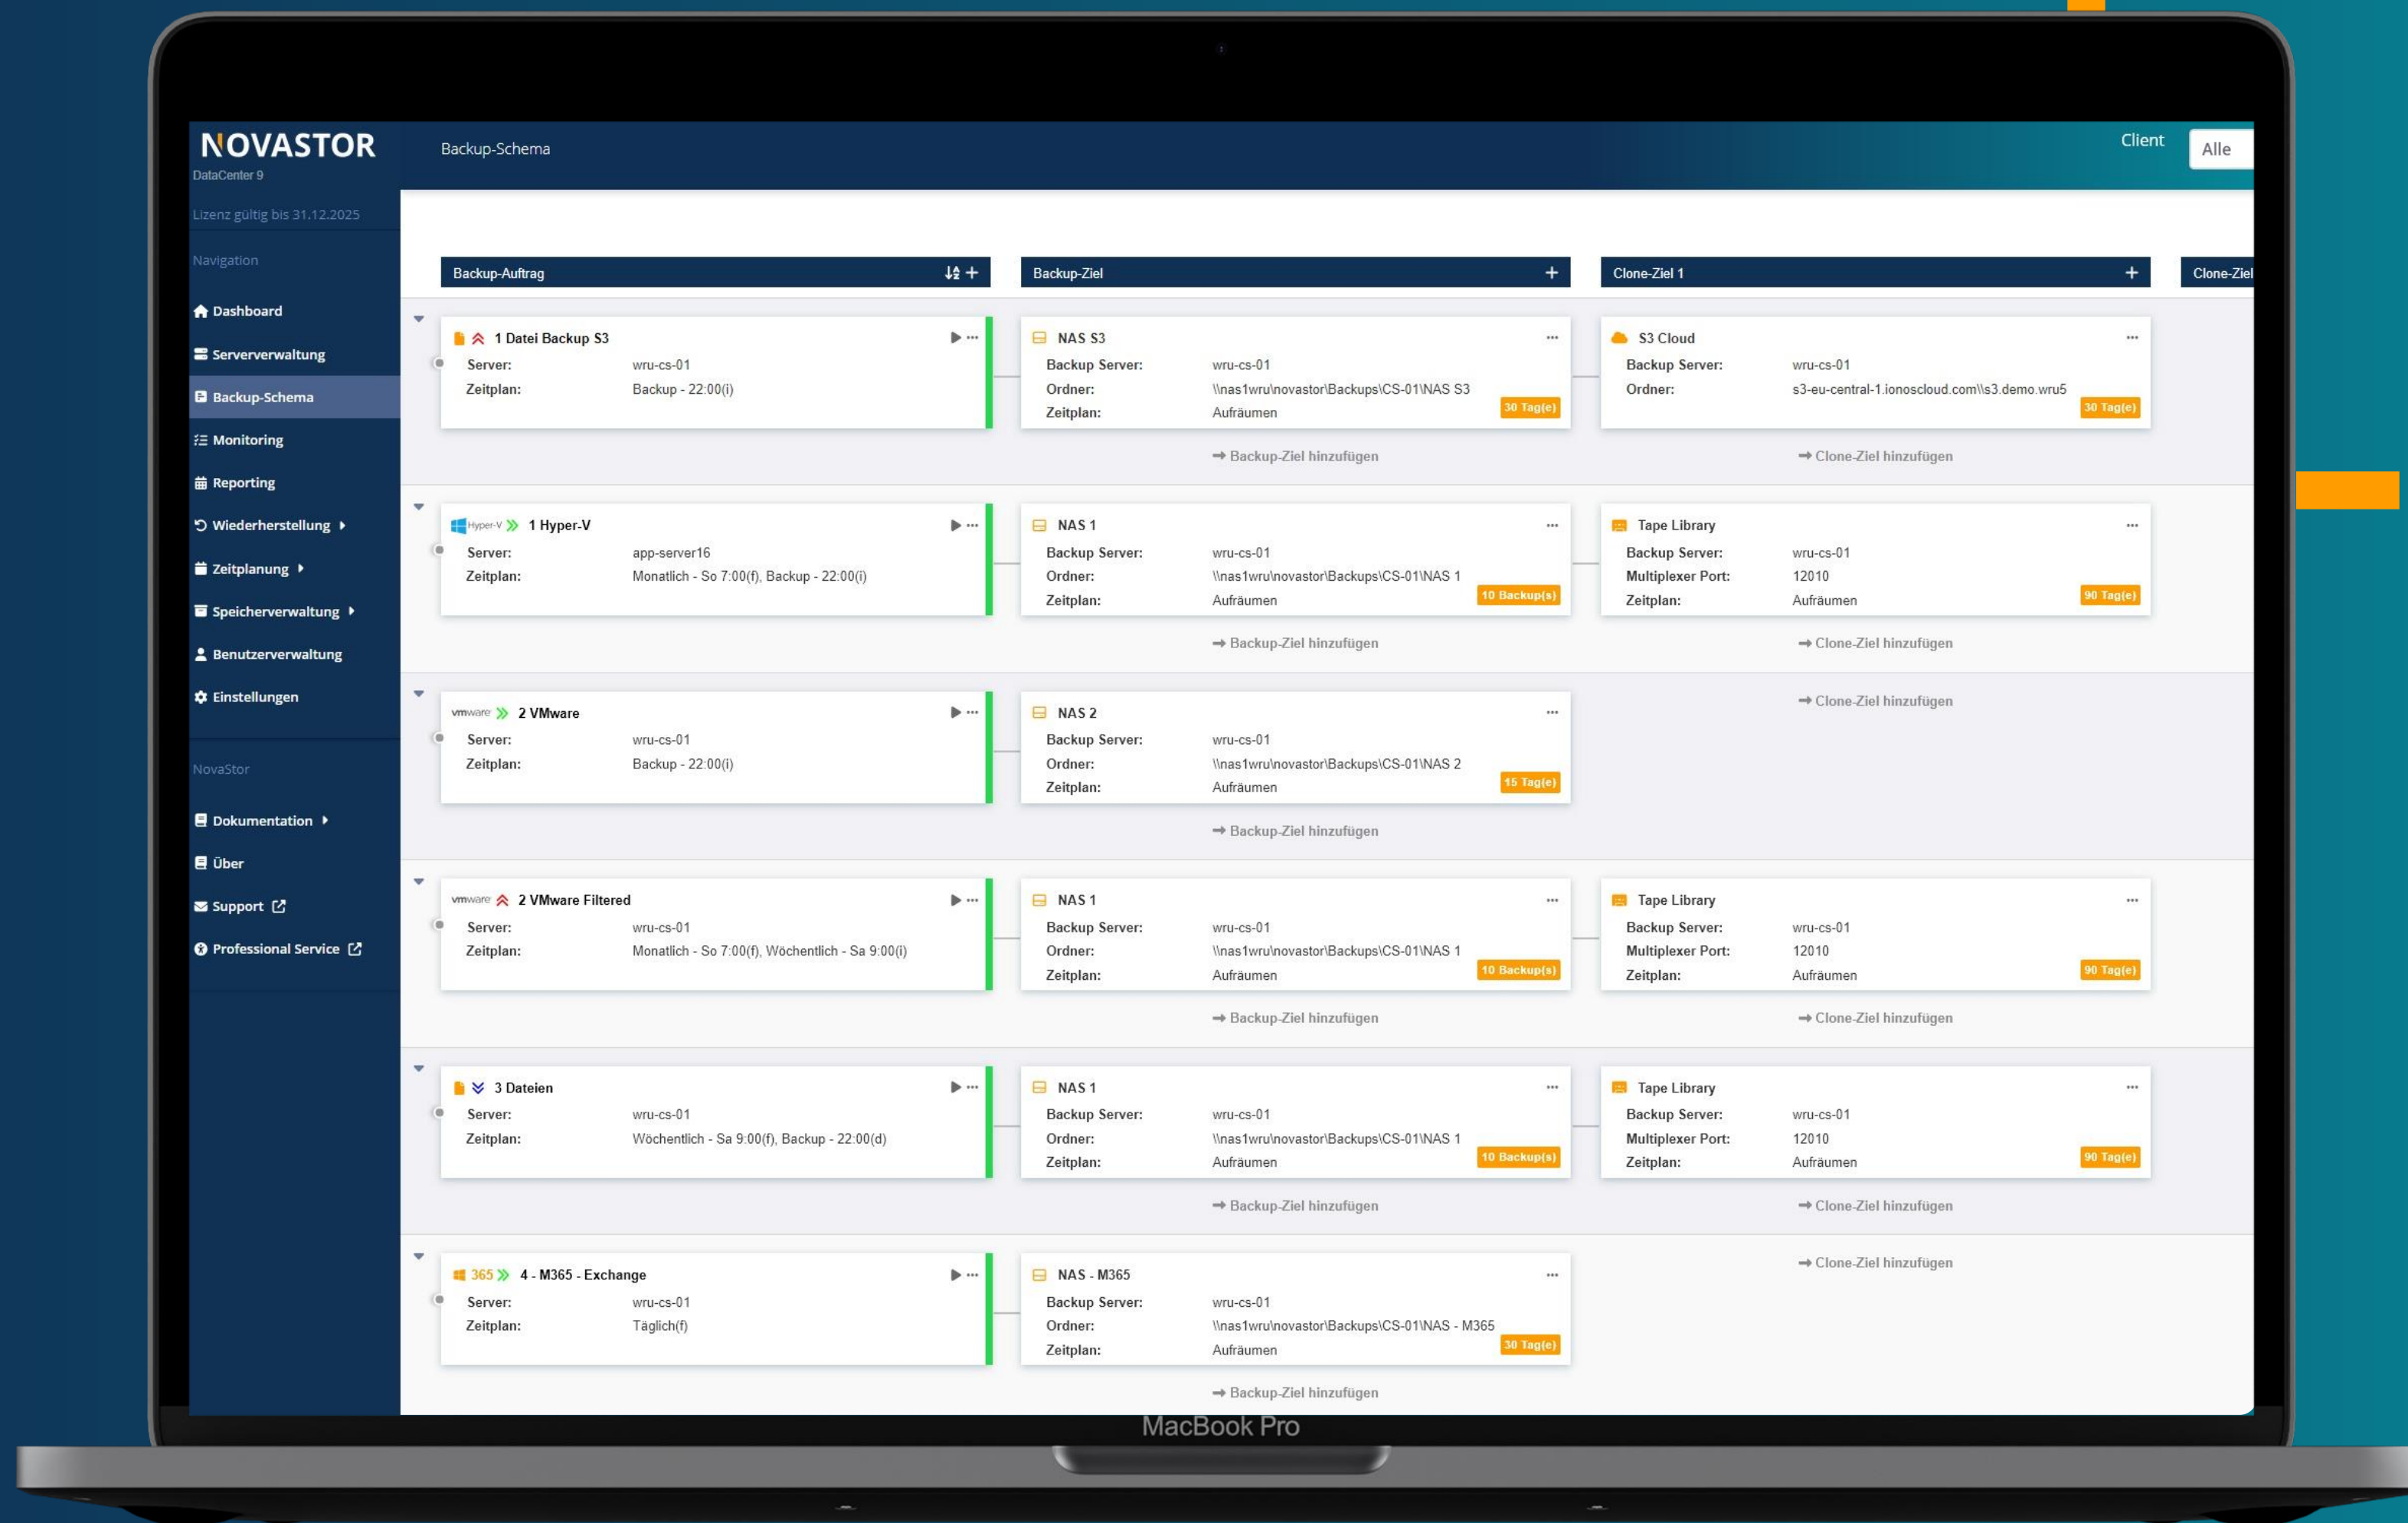 NOVASTOR
DataCenter 9
Lizenz gültig bis 31.12.2025
Navigation
Dashboard
Serververwaltung
Backup-Schema
Monitoring
Reporting
Wiederherstellung
Zeitplanung
Speicherverwaltung
Benutzerverwaltung
Einstellungen
NovaStor
Dokumentation
Über
Support
Professional Service
Backup-Schema
Client
Alle
Backup-Auftrag
Backup-Ziel
Clone-Ziel 1
Clone-Ziel
1 Datei Backup S3
Server: wru-cs-01
Zeitplan: Backup - 22:00(i)
NAS S3
Backup Server: wru-cs-01
Ordner: \\nas1wru\novastor\Backups\CS-01\NAS S3
Zeitplan: Aufräumen
30 Tag(e)
Backup-Ziel hinzufügen
S3 Cloud
Backup Server: wru-cs-01
Ordner: s3-eu-central-1.ionoscloud.com\\s3.demo.wru5
30 Tag(e)
Clone-Ziel hinzufügen
Hyper-V 1 Hyper-V
Server: app-server16
Zeitplan: Monatlich - So 7:00(f), Backup - 22:00(i)
NAS 1
Backup Server: wru-cs-01
Ordner: \\nas1wru\novastor\Backups\CS-01\NAS 1
Zeitplan: Aufräumen
10 Backup(s)
Backup-Ziel hinzufügen
Tape Library
Backup Server: wru-cs-01
Multiplexer Port: 12010
Zeitplan: Aufräumen
90 Tag(e)
Clone-Ziel hinzufügen
vmware 2 VMware
Server: wru-cs-01
Zeitplan: Backup - 22:00(i)
NAS 2
Backup Server: wru-cs-01
Ordner: \\nas1wru\novastor\Backups\CS-01\NAS 2
Zeitplan: Aufräumen
15 Tag(e)
Backup-Ziel hinzufügen
Clone-Ziel hinzufügen
vmware 2 VMware Filtered
Server: wru-cs-01
Zeitplan: Monatlich - So 7:00(f), Wöchentlich - Sa 9:00(i)
NAS 1
Backup Server: wru-cs-01
Ordner: \\nas1wru\novastor\Backups\CS-01\NAS 1
Zeitplan: Aufräumen
10 Backup(s)
Backup-Ziel hinzufügen
Tape Library
Backup Server: wru-cs-01
Multiplexer Port: 12010
Zeitplan: Aufräumen
90 Tag(e)
Clone-Ziel hinzufügen
3 Dateien
Server: wru-cs-01
Zeitplan: Wöchentlich - Sa 9:00(f), Backup - 22:00(d)
NAS 1
Backup Server: wru-cs-01
Ordner: \\nas1wru\novastor\Backups\CS-01\NAS 1
Zeitplan: Aufräumen
10 Backup(s)
Backup-Ziel hinzufügen
Tape Library
Backup Server: wru-cs-01
Multiplexer Port: 12010
Zeitplan: Aufräumen
90 Tag(e)
Clone-Ziel hinzufügen
365 4 - M365 - Exchange
Server: wru-cs-01
Zeitplan: Täglich(f)
NAS - M365
Backup Server: wru-cs-01
Ordner: \\nas1wru\novastor\Backups\CS-01\NAS - M365
Zeitplan: Aufräumen
30 Tag(e)
Backup-Ziel hinzufügen
Clone-Ziel hinzufügen
MacBook Pro